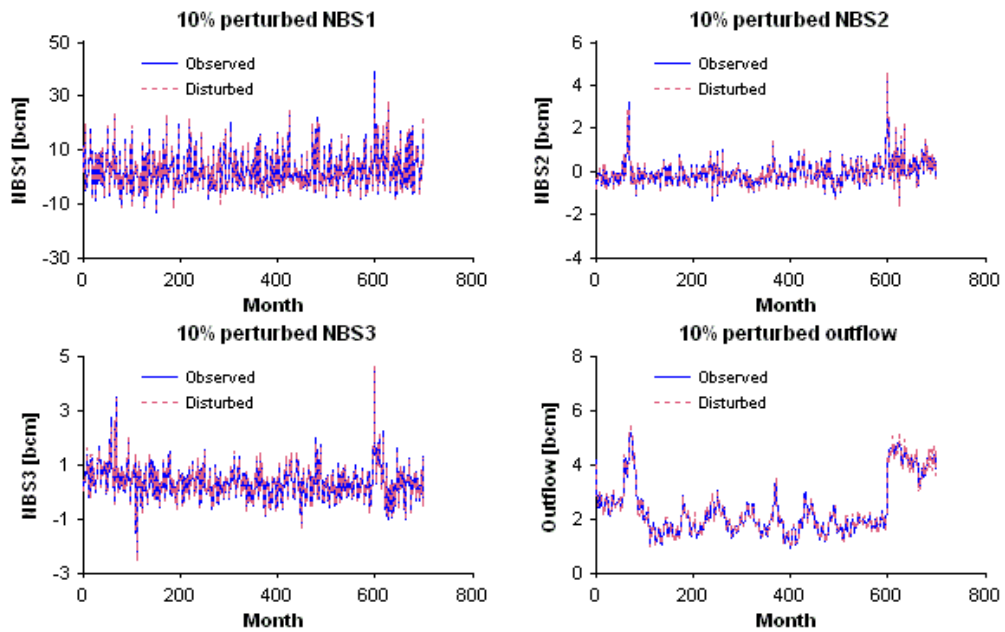 10% perturbed NBS1
50
30
10
-10
-30
NBS1 [bcm]
Observed
Disturbed
0
200
400
600
800
Month
10% perturbed NBS2
6
4
2
0
-2
-4
NBS2 [bcm]
Observed
Disturbed
0
200
400
600
800
Month
10% perturbed NBS3
5
3
1
-1
-3
NBS3 [bcm]
Observed
Disturbed
0
200
400
600
800
Month
10% perturbed outflow
8
6
4
2
0
Outflow [bcm]
Observed
Disturbed
0
200
400
600
800
Month